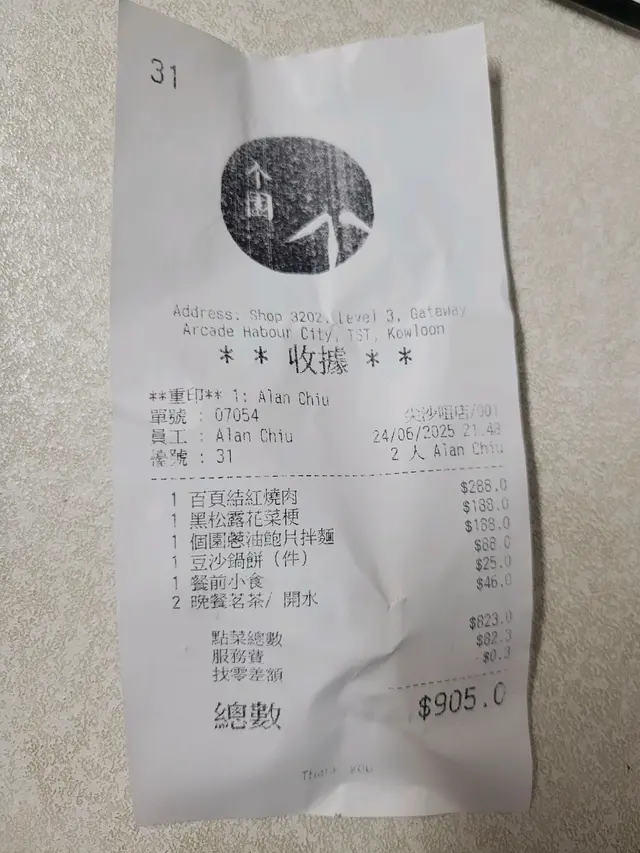 31
个園
Address: Shop 3202, Level 3, Gateway
Arcade Habour City, TST, Kowloon
* * 收據 * *
**重印** 1: Alan Chiu
單號 : 07054 尖沙咀店/001
員工 : Alan Chiu 24/06/2025 21:49
檯號 : 31 2 人 Alan Chiu
1 百頁結紅燒肉 $288.0
1 黑松露花菜梗 $188.0
1 個園蔥油鮑片拌麵 $188.0
1 豆沙鍋餅 (件) $88.0
1 餐前小食 $25.0
2 晚餐茗茶/ 開水 $46.0
點菜總數 $823.0
服務費 $82.3
找零差額 -$0.3
總數 $905.0
Thank you